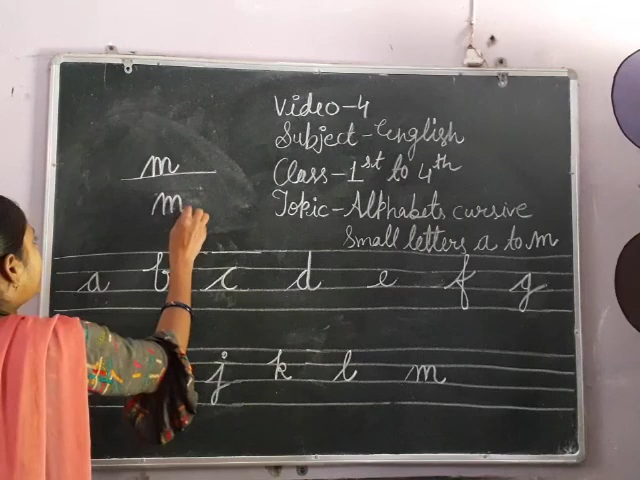 Video-4
Subject-English
Class-1st to 4th
Topic-Alphabets cursive
Small letters a to m
m
m
a b c d e f g
j k l m